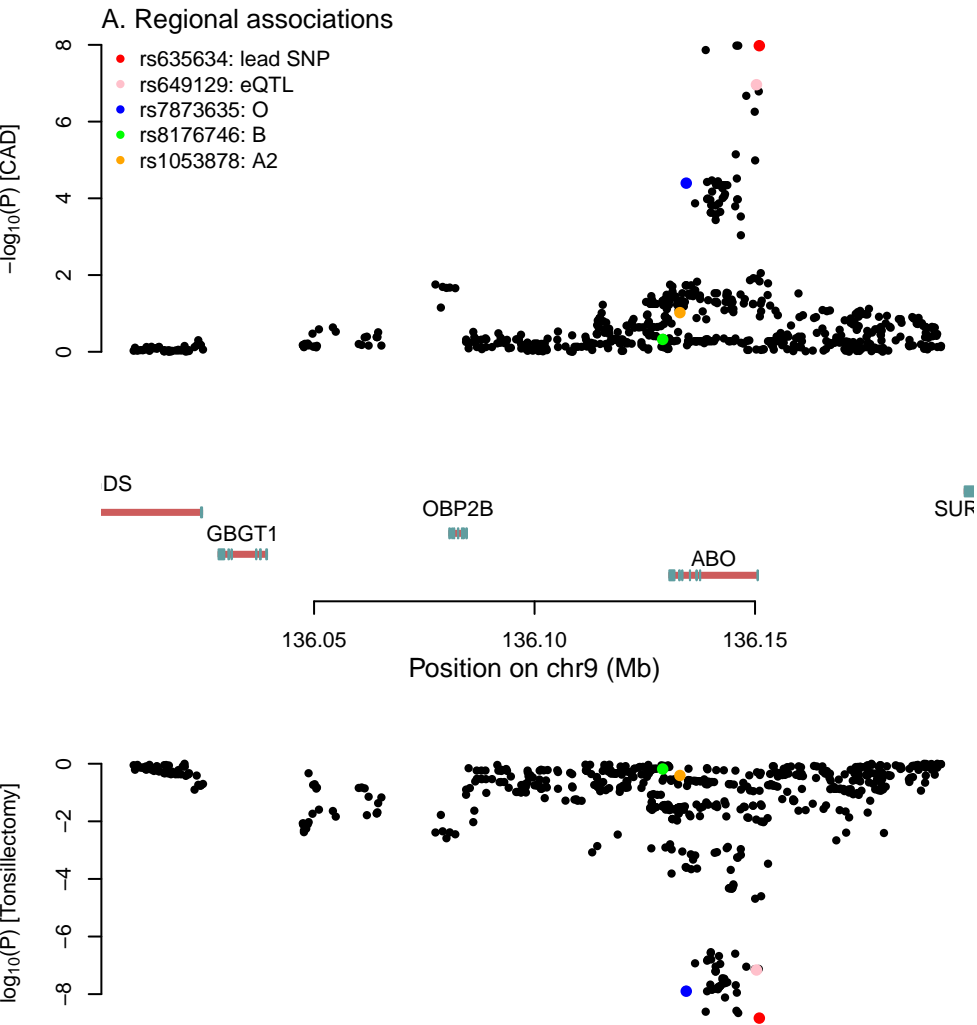 A. Regional associations
rs635634: lead SNP
rs649129: eQTL
rs7873635: O
rs8176746: B
rs1053878: A2
−log10(P) [CAD]
8
6
4
2
0
DS
GBGT1
OBP2B
ABO
SUR
136.05 136.10 136.15
Position on chr9 (Mb)
log10(P) [Tonsillectomy]
0
−2
−4
−6
−8